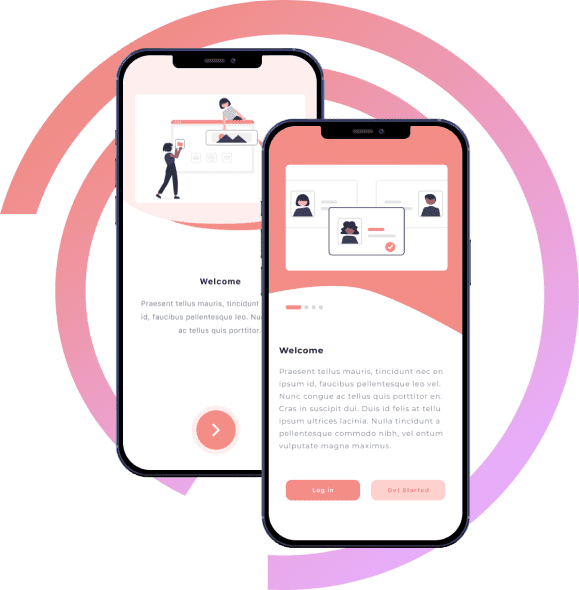 Welcome
Praesent tellus mauris, tincidunt
id, faucibus pellentesque leo. Nu
ac tellus quis porttitor.
Welcome
Praesent tellus mauris, tincidunt nec en
ipsum id, faucibus pellentesque leo vel.
Nunc congue ac tellus quis porttitor en.
Cras in suscipit dui. Duis id felis at tellu
ipsum ultrices lacinia. Nulla tincidunt a
pellentesque commodo nibh, vel entum
vulputate magna maximus.
Log in
Get Started